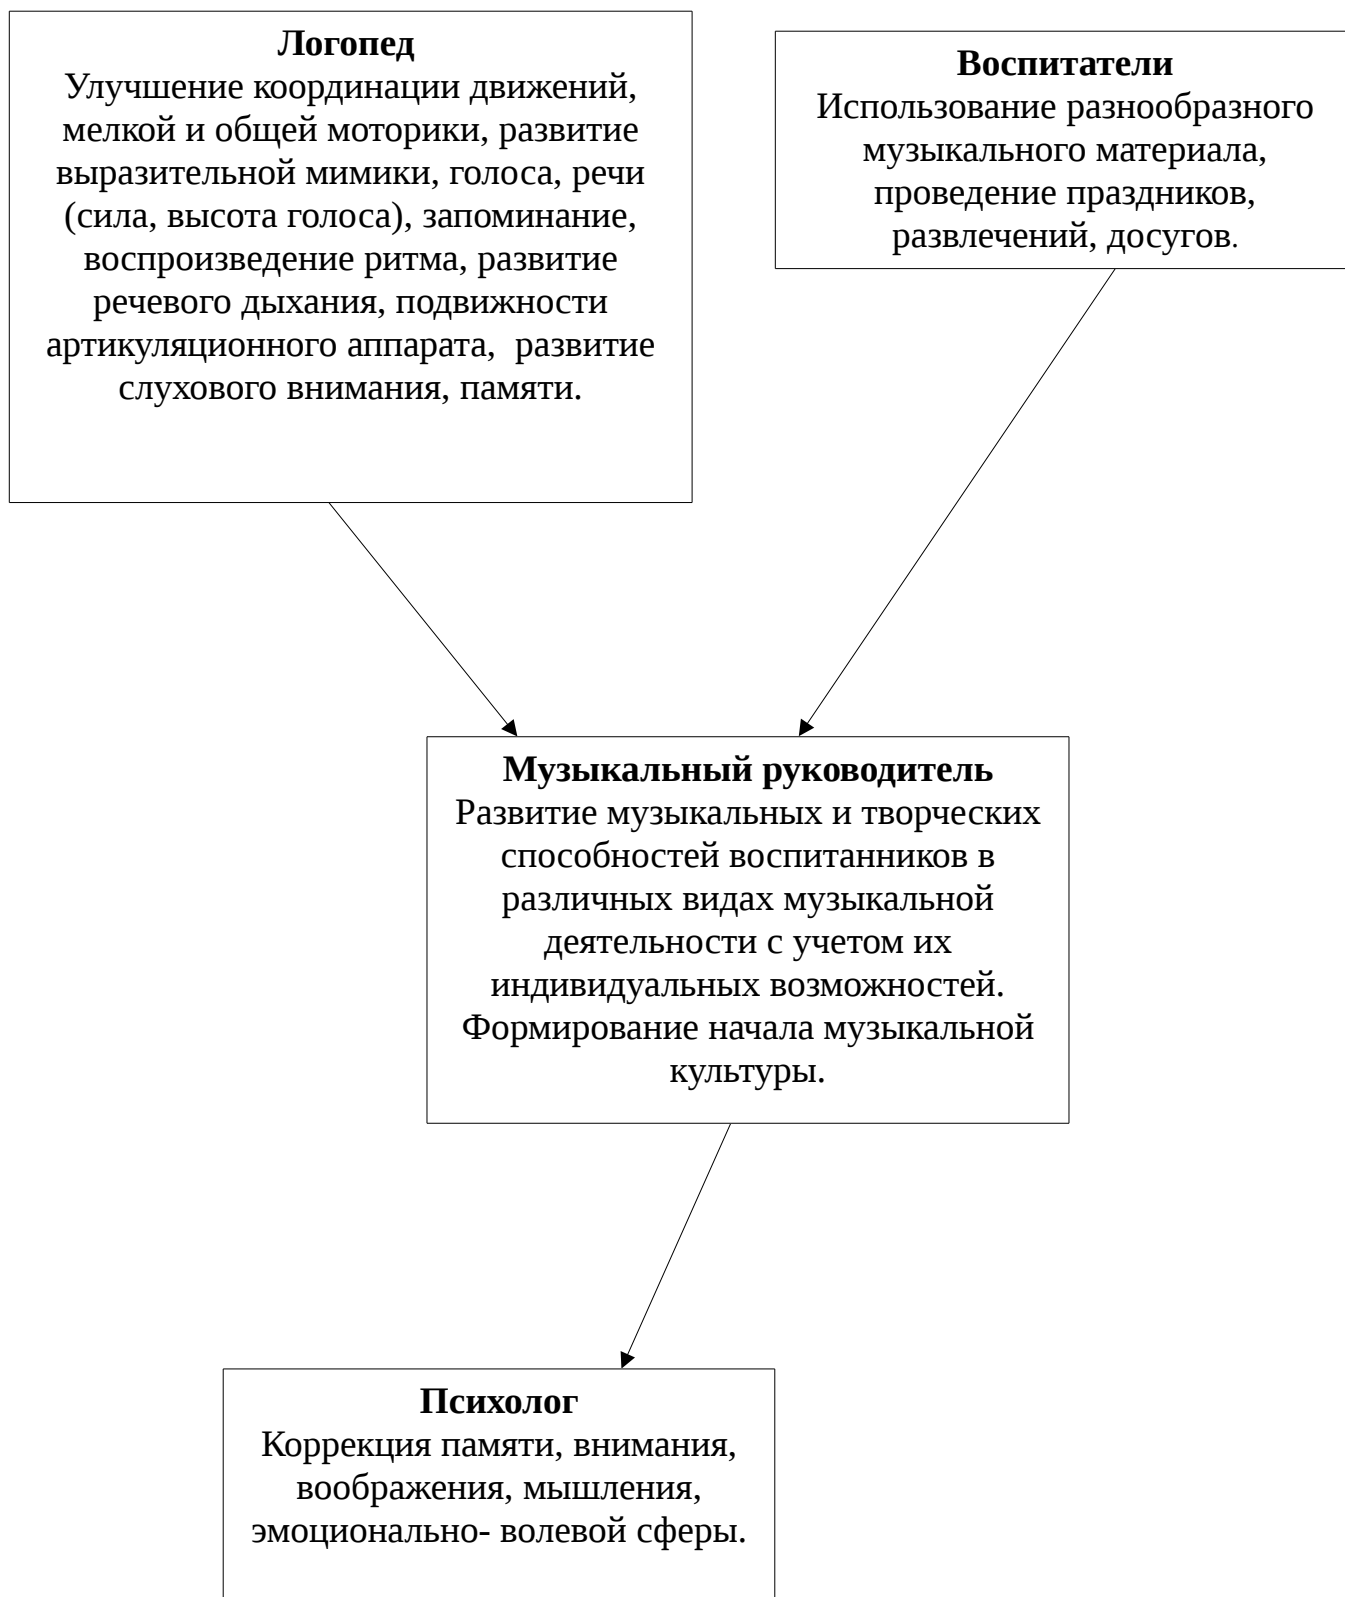 Логопед
Улучшение координации движений,
мелкой и общей моторики, развитие
выразительной мимики, голоса, речи
(сила, высота голоса), запоминание,
воспроизведение ритма, развитие
речевого дыхания, подвижности
артикуляционного аппарата,  развитие
слухового внимания, памяти.
Воспитатели
Использование разнообразного
музыкального материала,
проведение праздников,
развлечений, досугов.
Музыкальный руководитель
Развитие музыкальных и творческих
способностей воспитанников в
различных видах музыкальной
деятельности с учетом их
индивидуальных возможностей.
Формирование начала музыкальной
культуры.
Психолог
Коррекция памяти, внимания,
воображения, мышления,
эмоционально- волевой сферы.